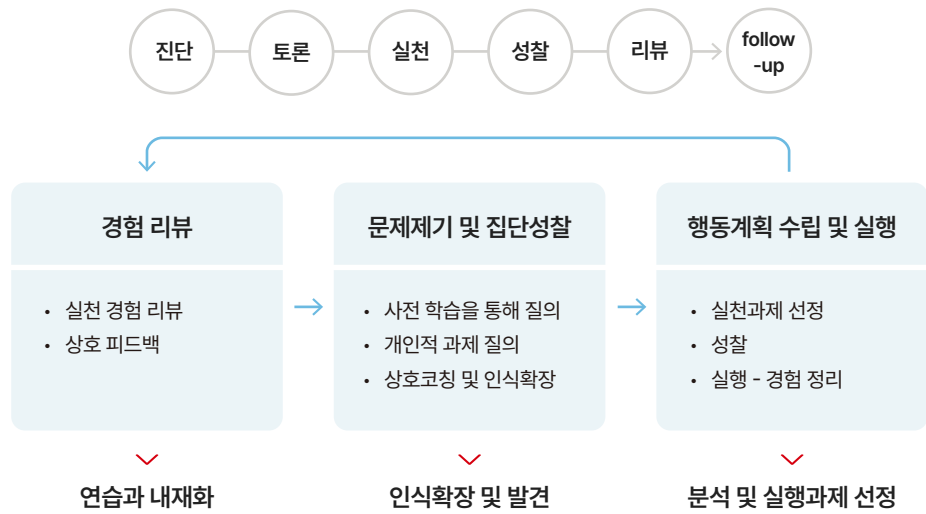 진단
토론
실천
성찰
리뷰
follow
-up
경험 리뷰
• 실천 경험 리뷰
• 상호 피드백
문제제기 및 집단성찰
• 사전 학습을 통해 질의
• 개인적 과제 질의
• 상호코칭 및 인식확장
행동계획 수립 및 실행
• 실천과제 선정
• 성찰
• 실행 - 경험 정리
연습과 내재화
인식확장 및 발견
분석 및 실행과제 선정